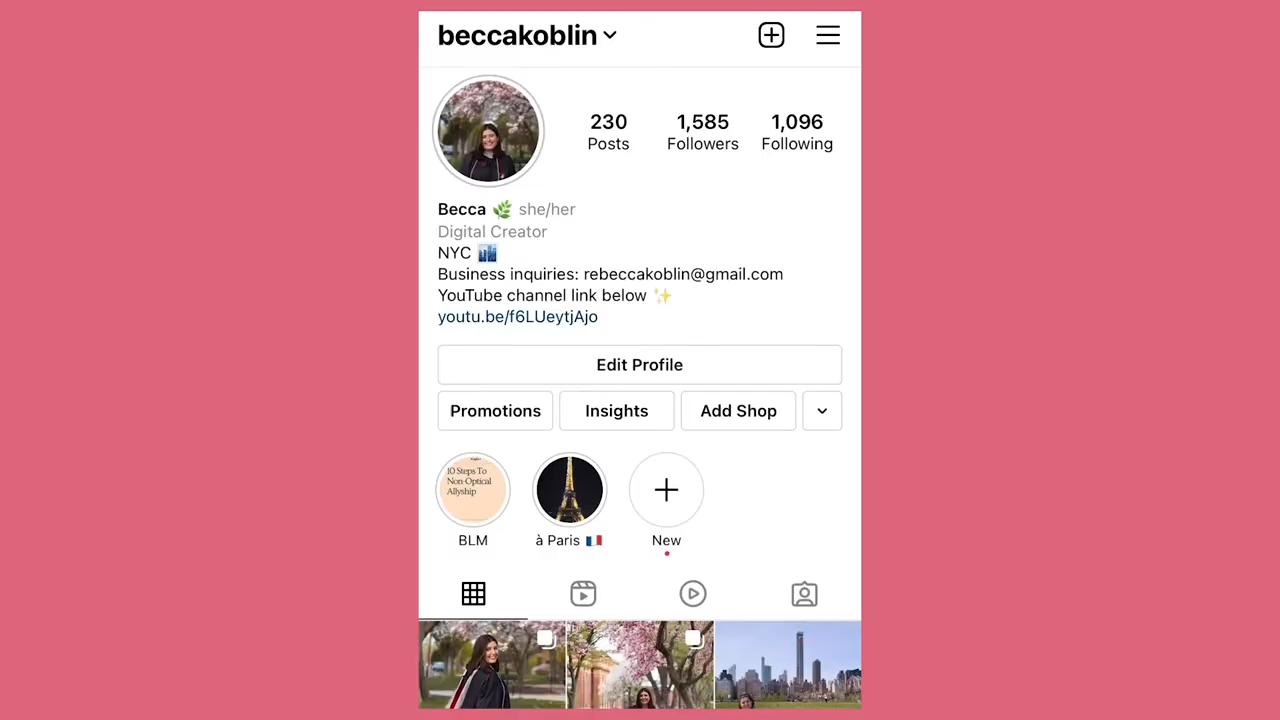 beccakoblin
230 1,585 1,096
Posts Followers Following
Becca she/her
Digital Creator
NYC
Business inquiries: rebeccakoblin@gmail.com
YouTube channel link below
youtu.be/f6LUeytjAjo
Edit Profile
Promotions Insights Add Shop
10 Steps To
Non-Optical
Allyship
BLM à Paris New